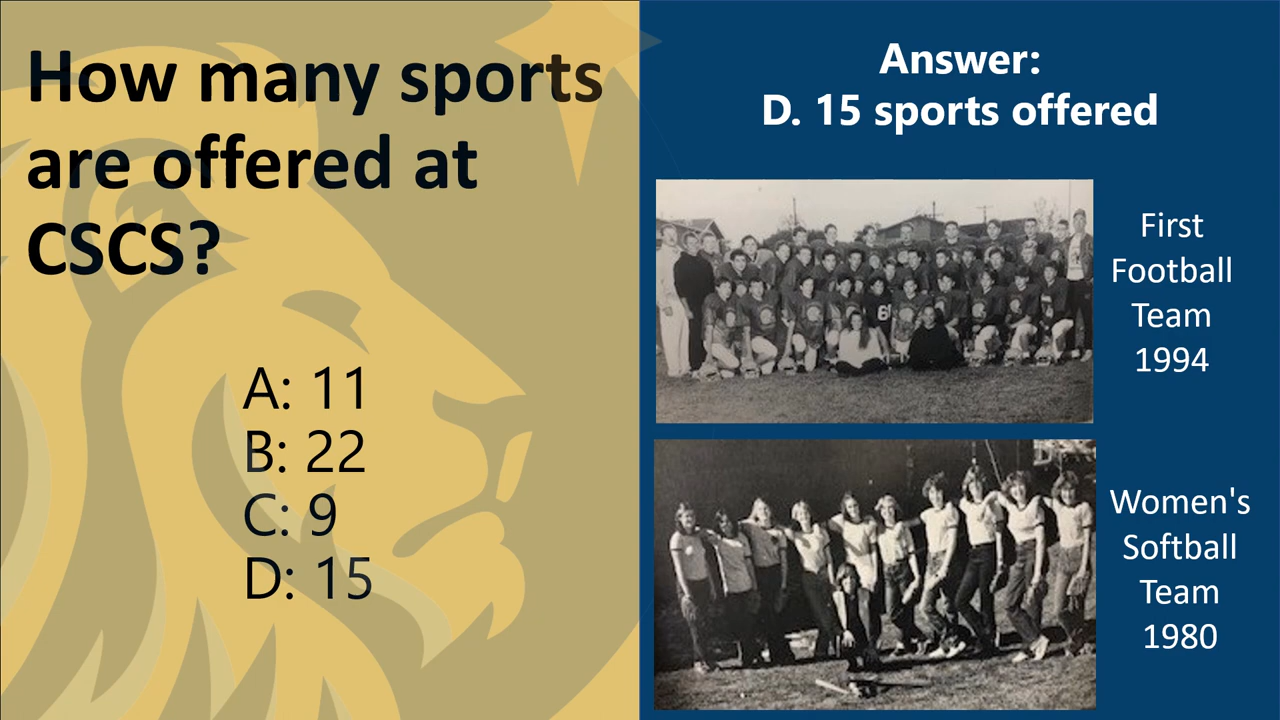 How many sports
are offered at
CSCS?
A: 11
B: 22
C: 9
D: 15
Answer:
D. 15 sports offered
First
Football
Team
1994
Women's
Softball
Team
1980